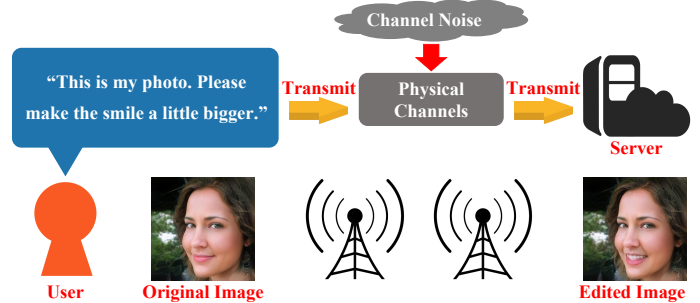 Channel Noise
“This is my photo. Please
make the smile a little bigger.”
Transmit
Physical
Channels
Transmit
Server
User
Original Image
Edited Image